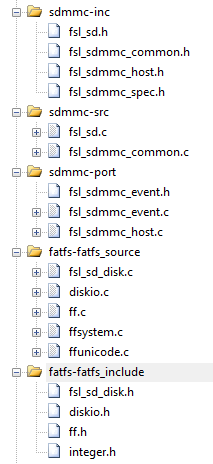 sdmmc-inc
fsl_sd.h
fsl_sdmmc_common.h
fsl_sdmmc_host.h
fsl_sdmmc_spec.h
sdmmc-src
fsl_sd.c
fsl_sdmmc_common.c
sdmmc-port
fsl_sdmmc_event.h
fsl_sdmmc_event.c
fsl_sdmmc_host.c
fatfs-fatfs_source
fsl_sd_disk.c
diskio.c
ff.c
ffsystem.c
ffunicode.c
fatfs-fatfs_include
fsl_sd_disk.h
diskio.h
ff.h
integer.h